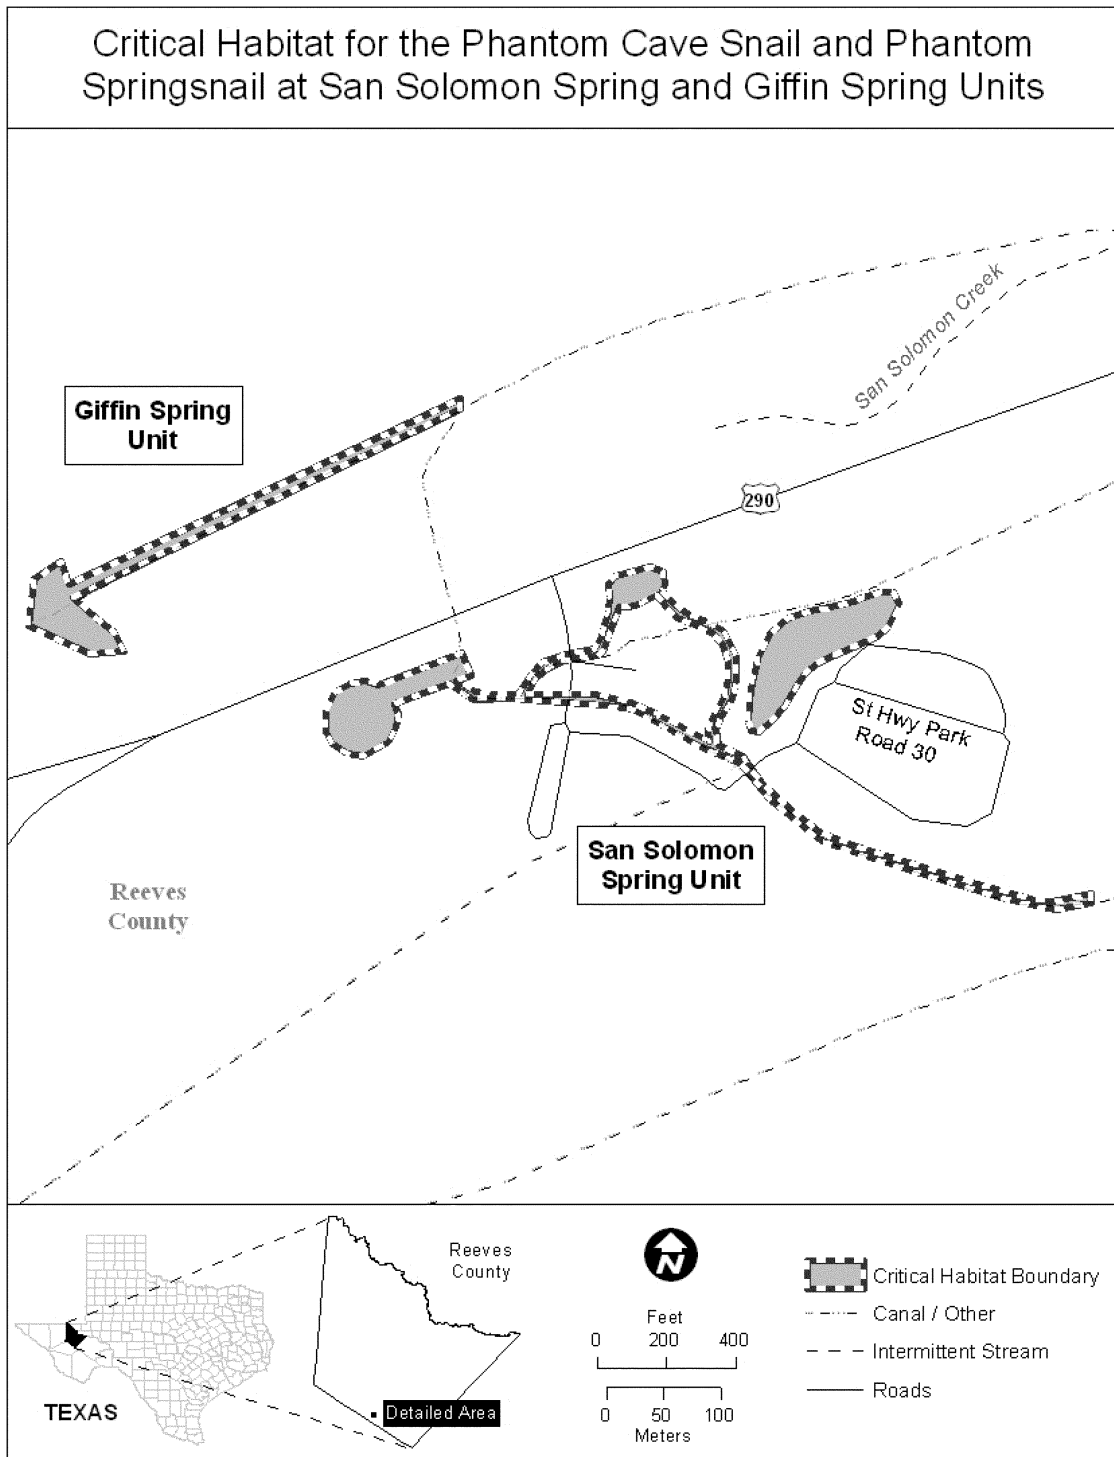 Critical Habitat for the Phantom Cave Snail and Phantom
Springsnail at San Solomon Spring and Giffin Spring Units
San Solomon Creek
Giffin Spring
Unit
290
St Hwy Park
Road 30
San Solomon
Spring Unit
Reeves
County
TEXAS
Reeves
County
Detailed Area
N
Feet
0 200 400
0 50 100
Meters
Critical Habitat Boundary
Canal / Other
Intermittent Stream
Roads